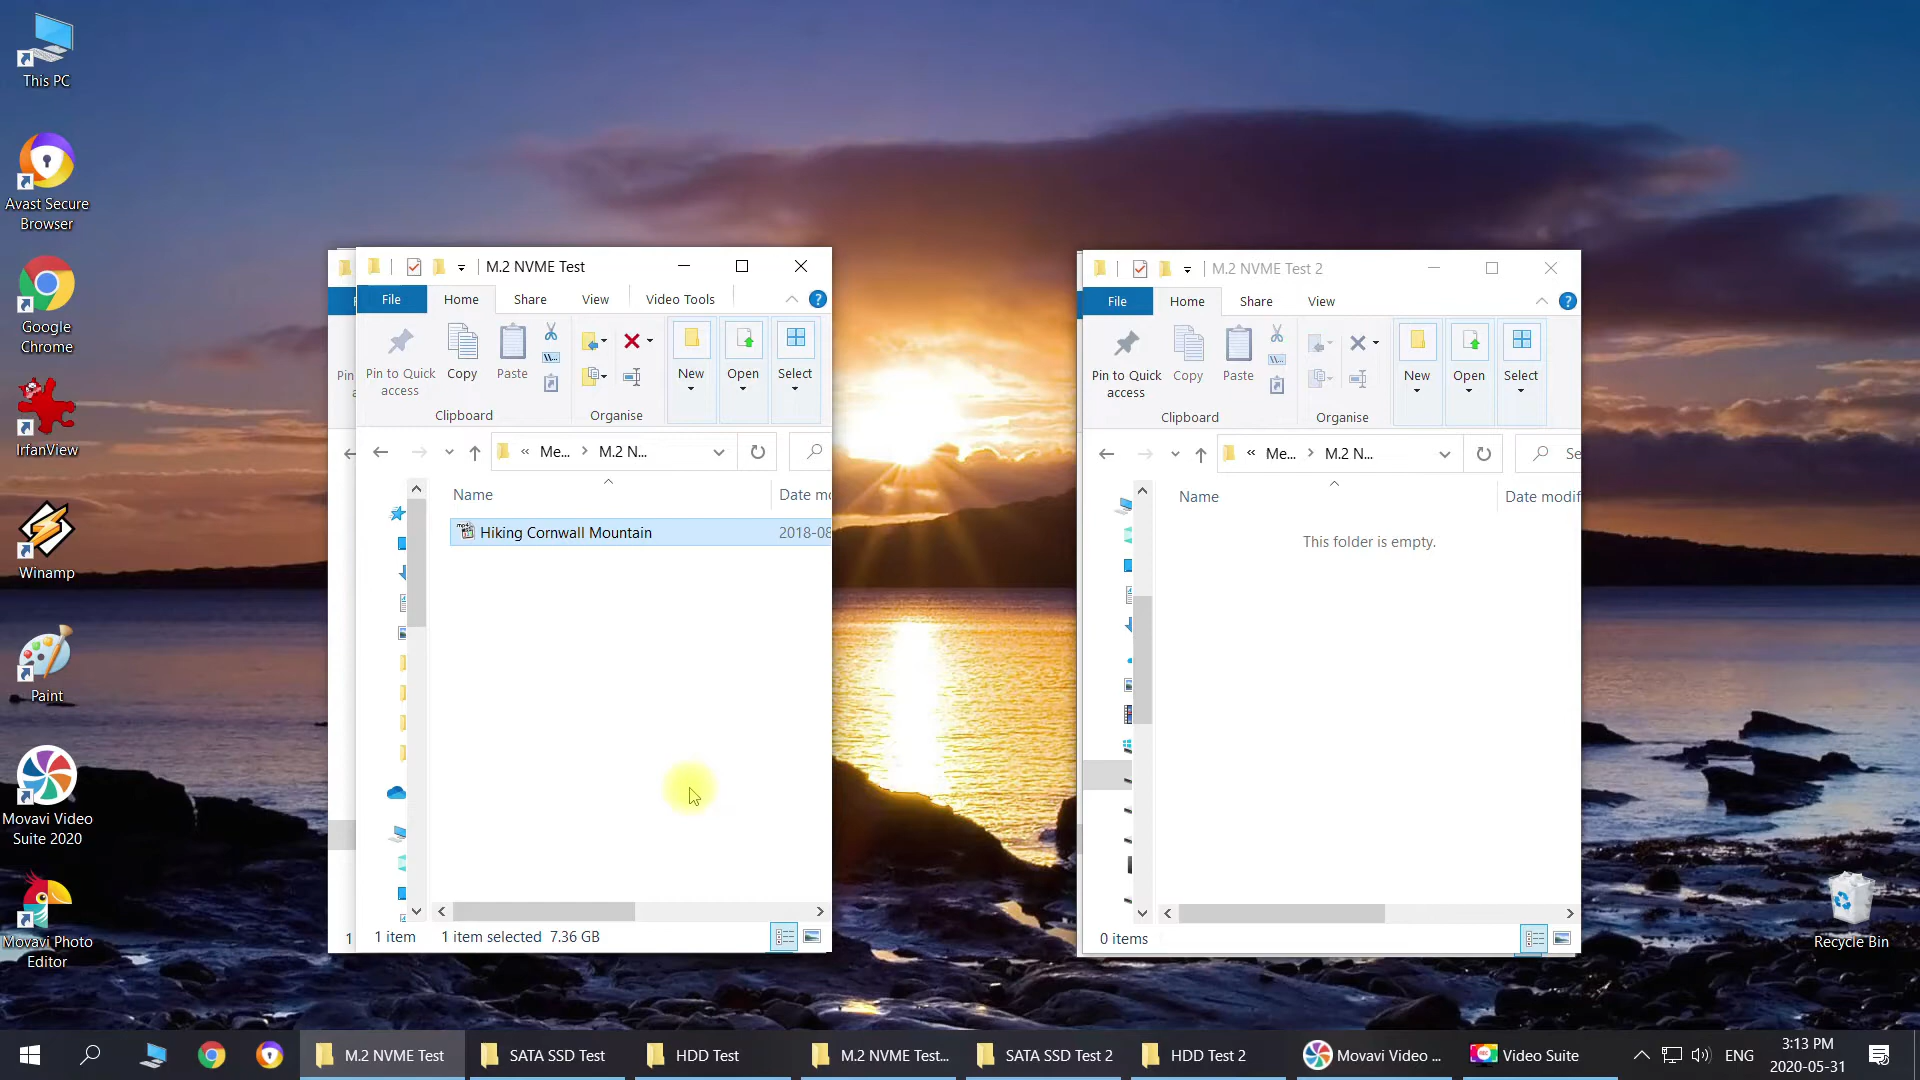 This PC
Avast Secure
Browser
Google
Chrome
IrfanView
Winamp
Paint
Movavi Video
Suite 2020
Movavi Photo
Editor
Recycle Bin
M.2 NVME Test
File
Home
Share
View
Video Tools
Pin to Quick
access
Copy
Paste
New
Open
Select
Clipboard
Organise
« Me... > M.2 N...
Name
Date mo
Hiking Cornwall Mountain
2018-08
1 item
1 item selected 7.36 GB
Pin
1
M.2 NVME Test 2
File
Home
Share
View
Pin to Quick
access
Copy
Paste
New
Open
Select
Clipboard
Organise
« Me... > M.2 N...
Se
Name
Date modif
This folder is empty.
0 items
M.2 NVME Test
SATA SSD Test
HDD Test
M.2 NVME Test...
SATA SSD Test 2
HDD Test 2
Movavi Video ...
Video Suite
ENG
3:13 PM
2020-05-31